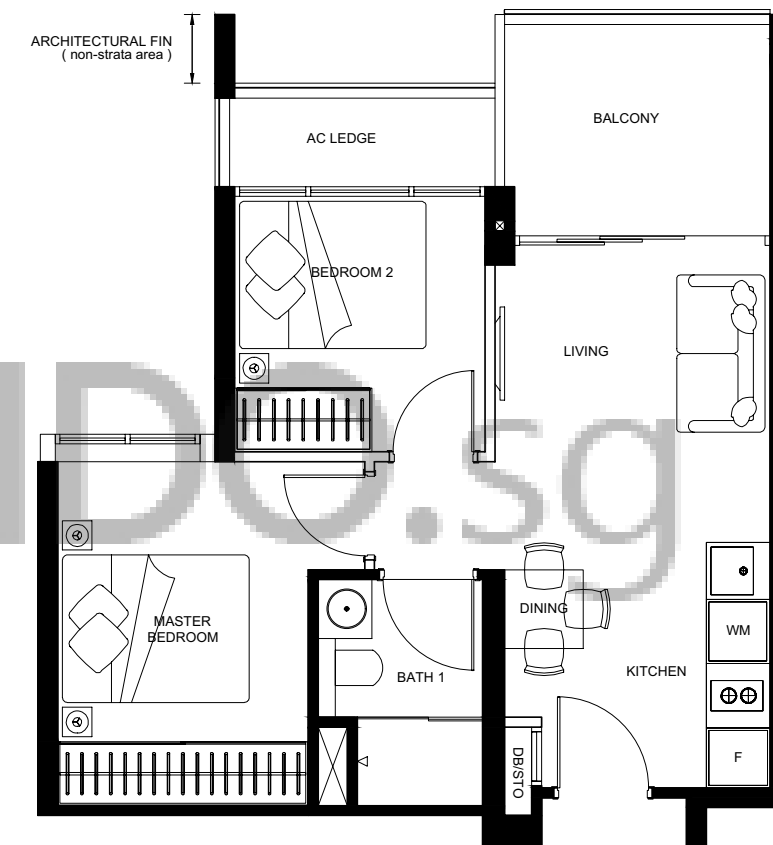 ARCHITECTURAL FIN
( non-strata area )
AC LEDGE
BALCONY
BEDROOM 2
LIVING
IDO.sg
DINING
WM
MASTER
BEDROOM
BATH 1
KITCHEN
DB/STO
F